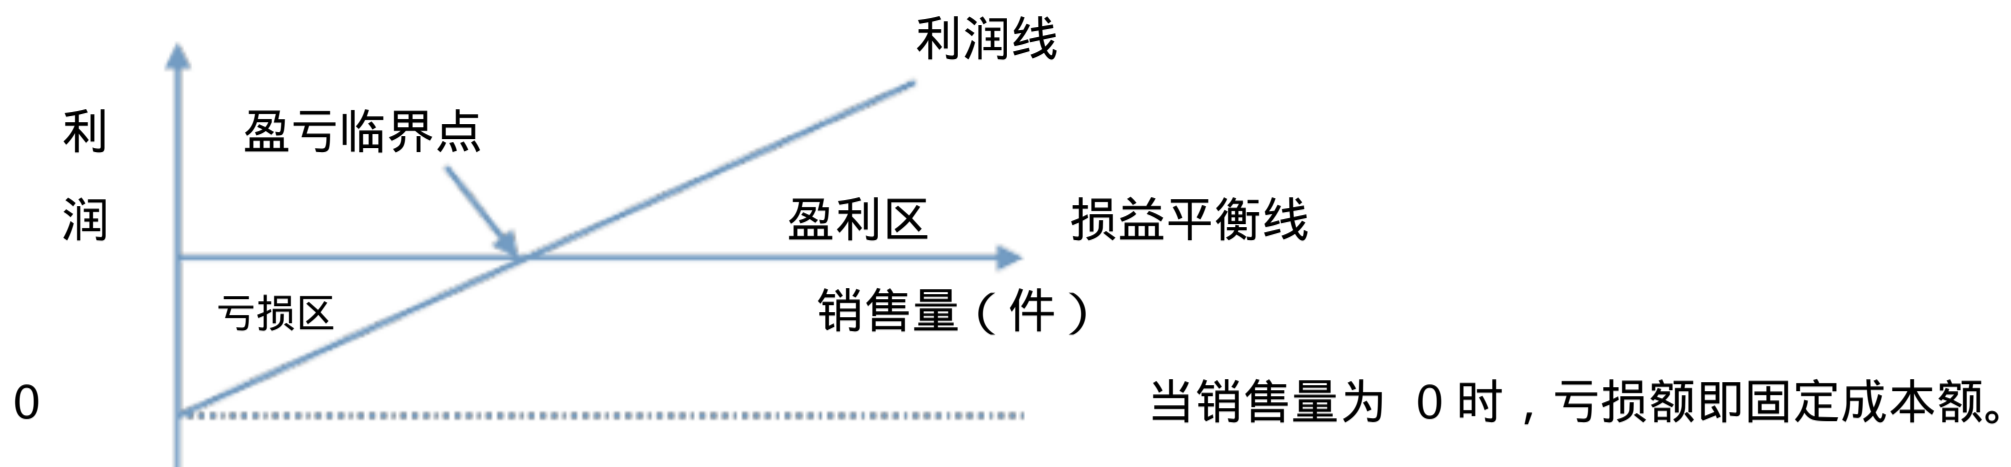 利润线
利
盈亏临界点
润
盈利区
损益平衡线
亏损区
销售量（件）
0
当销售量为 0时，亏损额即固定成本额。